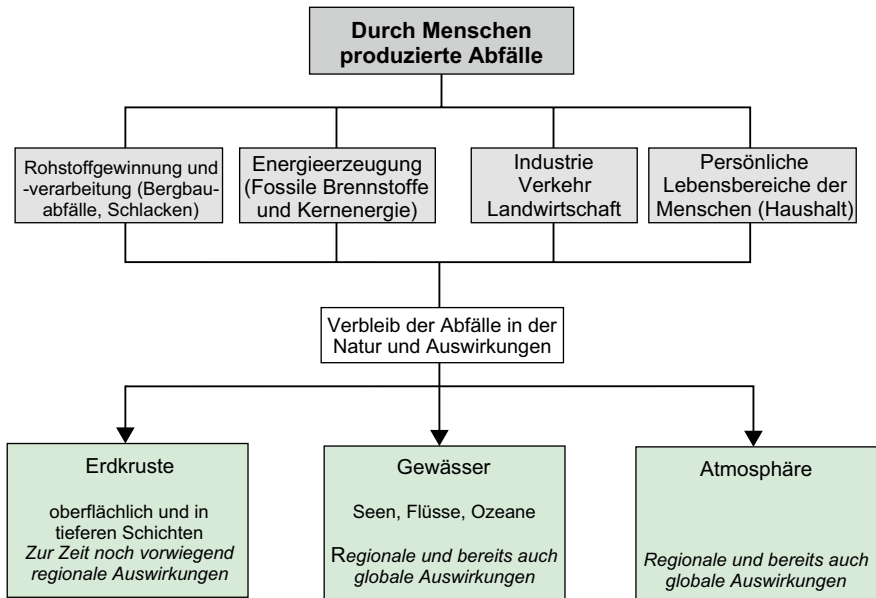 Durch Menschen
produzierte Abfälle
Rohstoffgewinnung und
-verarbeitung (Bergbau-
abfälle, Schlacken)
Energieerzeugung
(Fossile Brennstoffe
und Kernenergie)
Industrie
Verkehr
Landwirtschaft
Persönliche
Lebensbereiche der
Menschen (Haushalt)
Verbleib der Abfälle in der
Natur und Auswirkungen
Erdkruste
oberflächlich und in
tieferen Schichten
Zur Zeit noch vorwiegend
regionale Auswirkungen
Gewässer
Seen, Flüsse, Ozeane
Regionale und bereits auch
globale Auswirkungen
Atmosphäre
Regionale und bereits auch
globale Auswirkungen